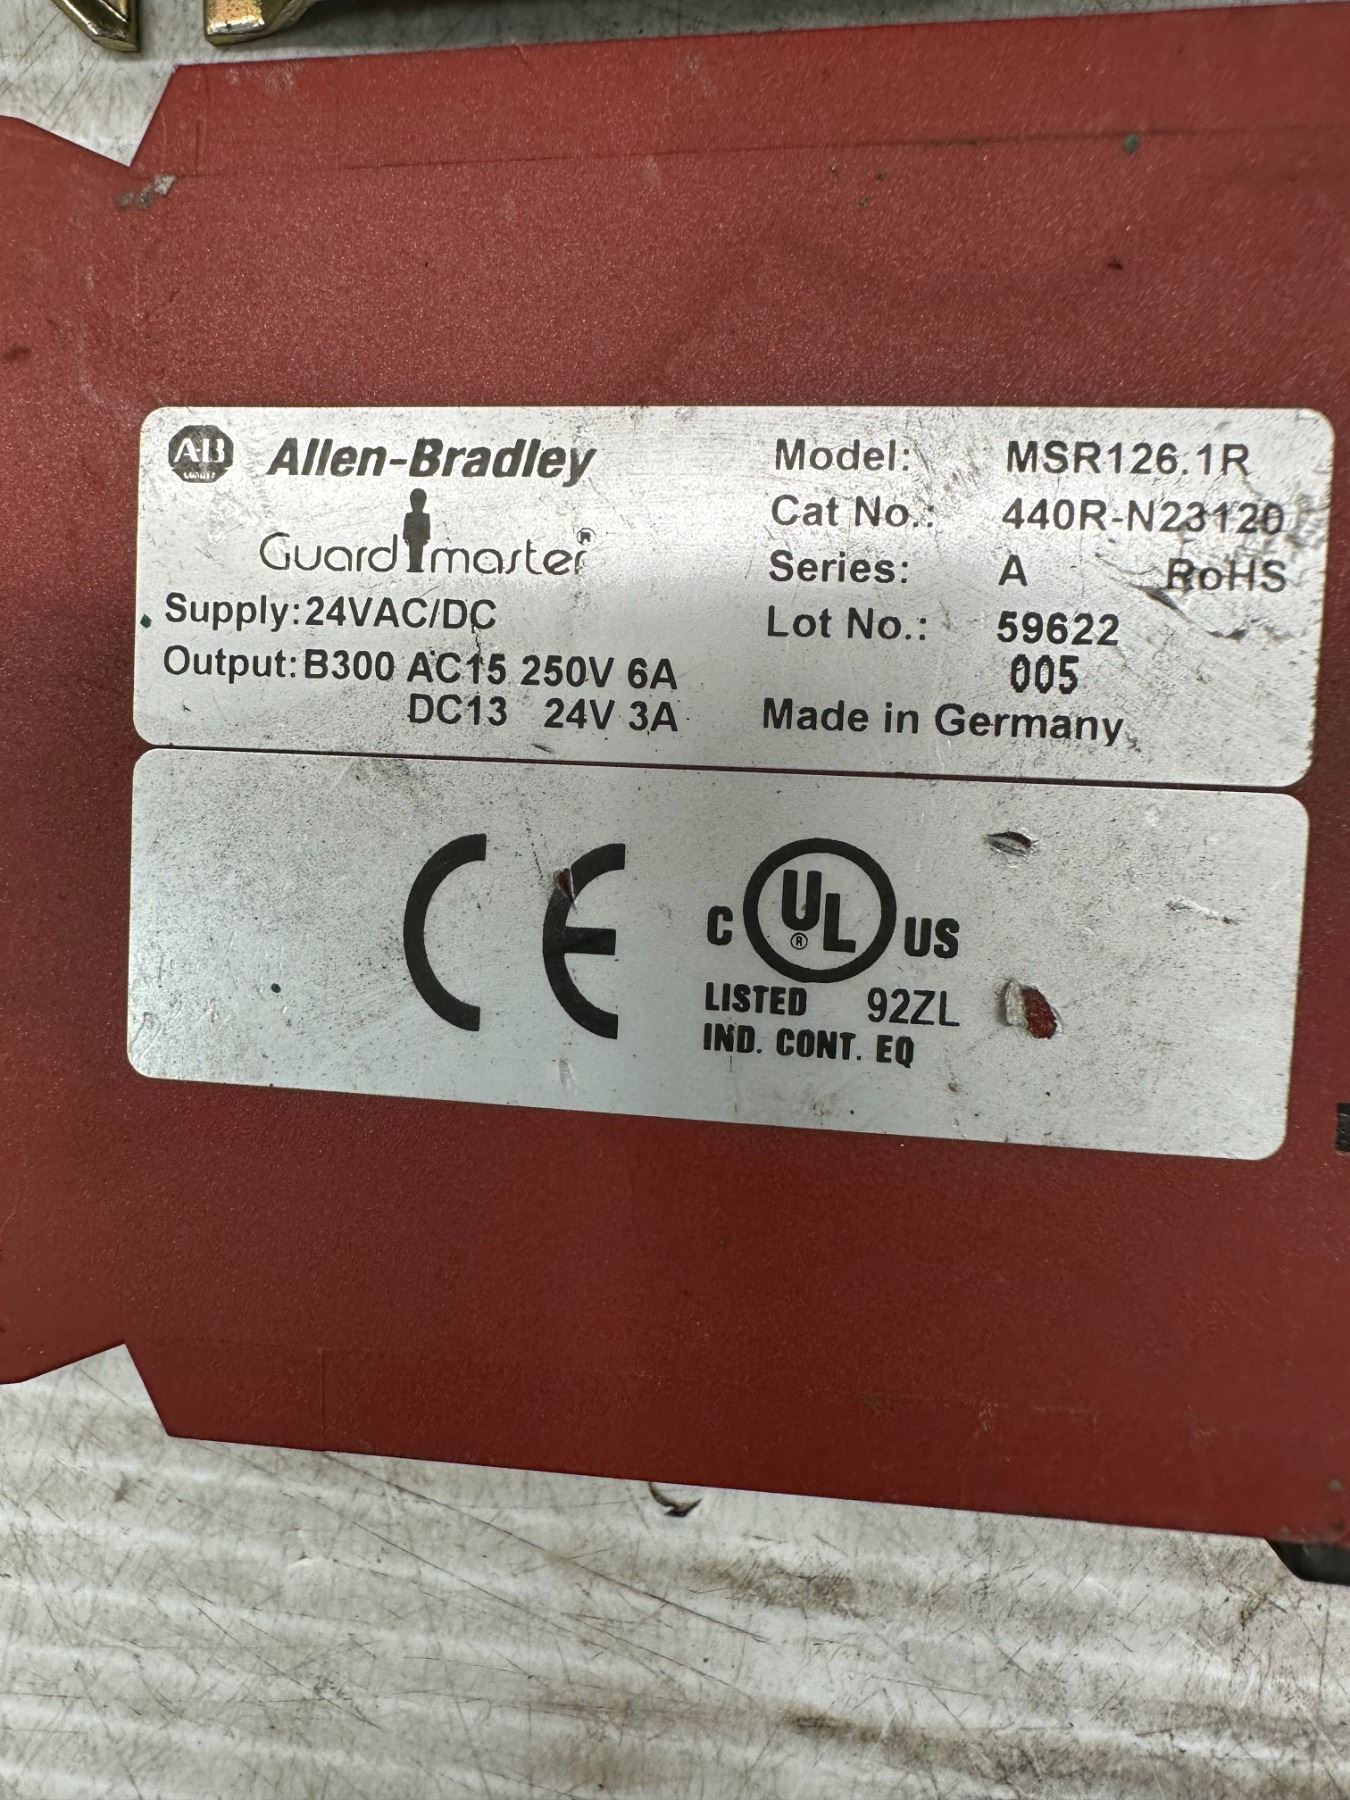 AB
Allen-Bradley
Guardmaster®
Supply: 24VAC/DC
Output: B300 AC15 250V 6A
DC13 24V 3A
Model: MSR126.1R
Cat No.: 440R-N23120
Series: A RoHS
Lot No.: 59622
005
Made in Germany
CE
C UL® US
LISTED 92ZL
IND. CONT. EQ